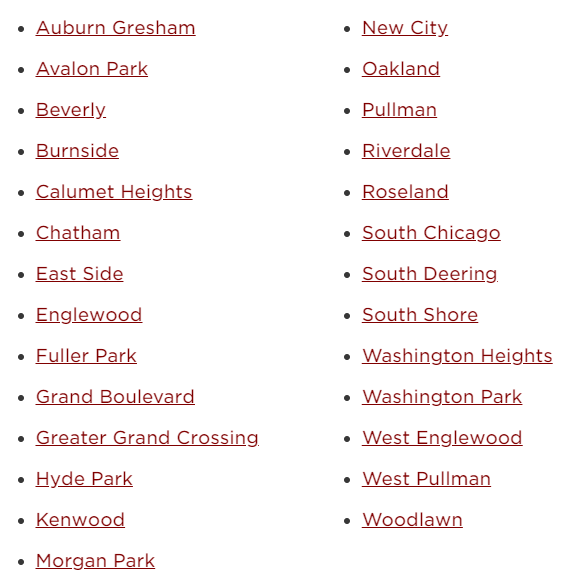 Auburn Gresham
Avalon Park
Beverly
Burnside
Calumet Heights
Chatham
East Side
Englewood
Fuller Park
Grand Boulevard
Greater Grand Crossing
Hyde Park
Kenwood
Morgan Park
New City
Oakland
Pullman
Riverdale
Roseland
South Chicago
South Deering
South Shore
Washington Heights
Washington Park
West Englewood
West Pullman
Woodlawn